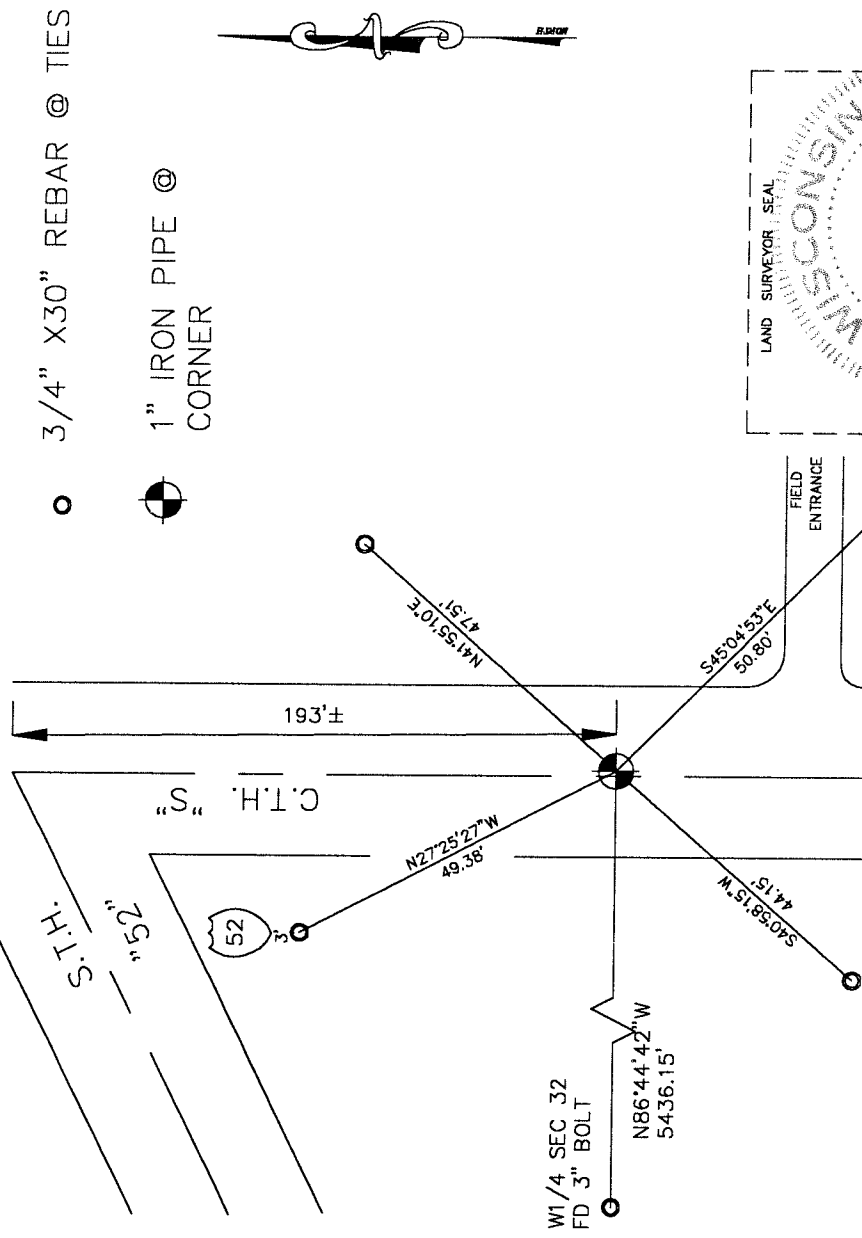 3/4" X30" REBAR @ TIES
1" IRON PIPE @
CORNER
N
LAND SURVEYOR SEAL
WISCONSIN
S.T.H.
"52"
C.T.H. "S"
193'±
52
3'
N27°25'27"W
49.38'
N41°55'10"E
47.51'
S45°04'53"E
50.80'
S40°58'15"W
44.15'
FIELD
ENTRANCE
W1/4 SEC 32
FD 3" BOLT
N86°44'42"W
5436.15'